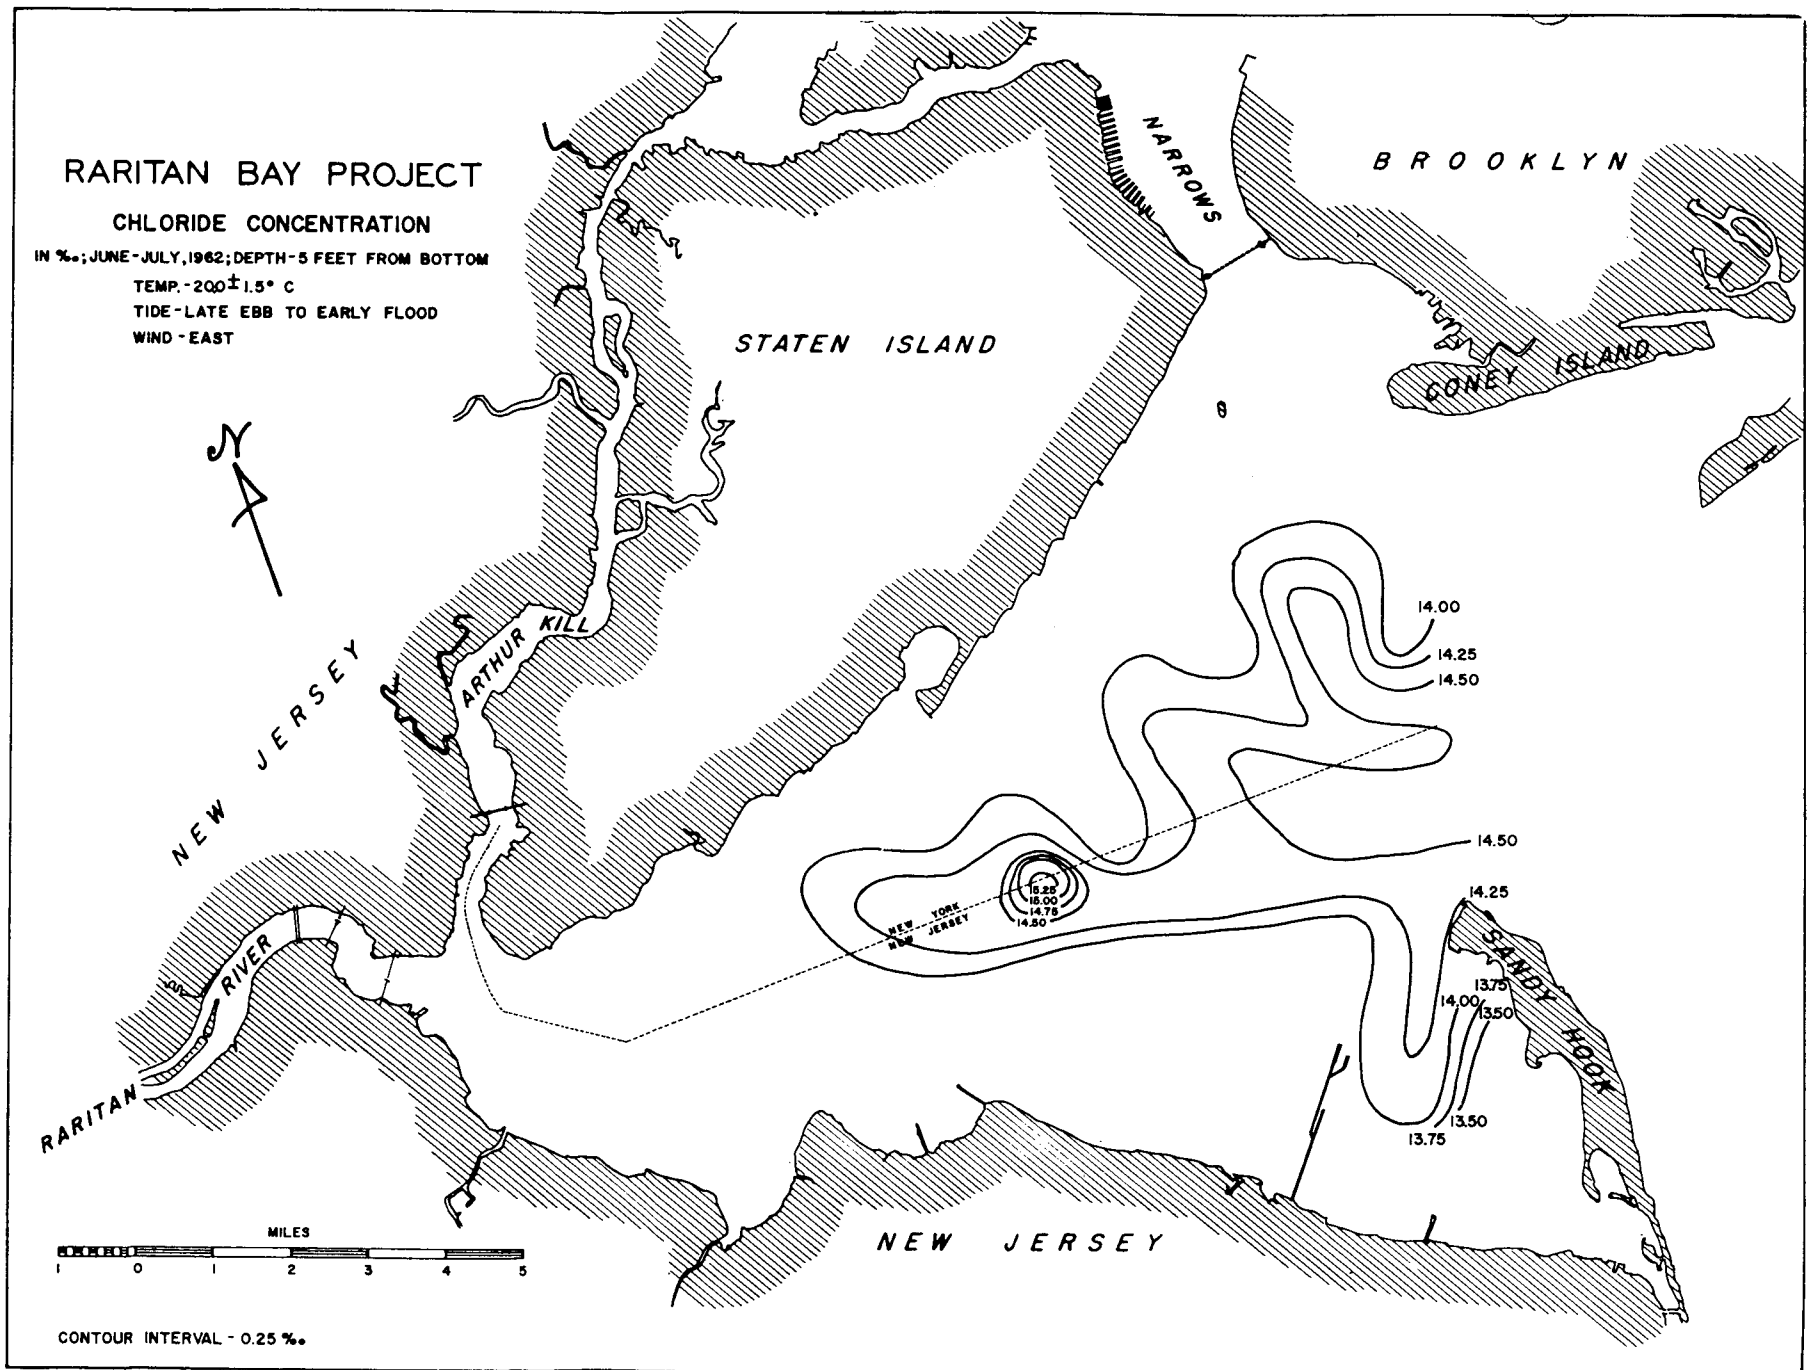 RARITAN BAY PROJECT
CHLORIDE CONCENTRATION
IN ‰; JUNE-JULY, 1962; DEPTH-5 FEET FROM BOTTOM
TEMP.-20.0 ± 1.5° C
TIDE-LATE EBB TO EARLY FLOOD
WIND-EAST
N
NARROWS
BROOKLYN
STATEN ISLAND
CONEY ISLAND
ARTHUR KILL
NEW JERSEY
14.00
14.25
14.50
14.50
14.25
15.25
15.00
14.75
14.50
NEW YORK
NEW JERSEY
SANDY HOOK
13.75
14.00
13.50
13.50
13.75
RARITAN RIVER
NEW JERSEY
MILES
1 0 1 2 3 4 5
CONTOUR INTERVAL - 0.25 ‰